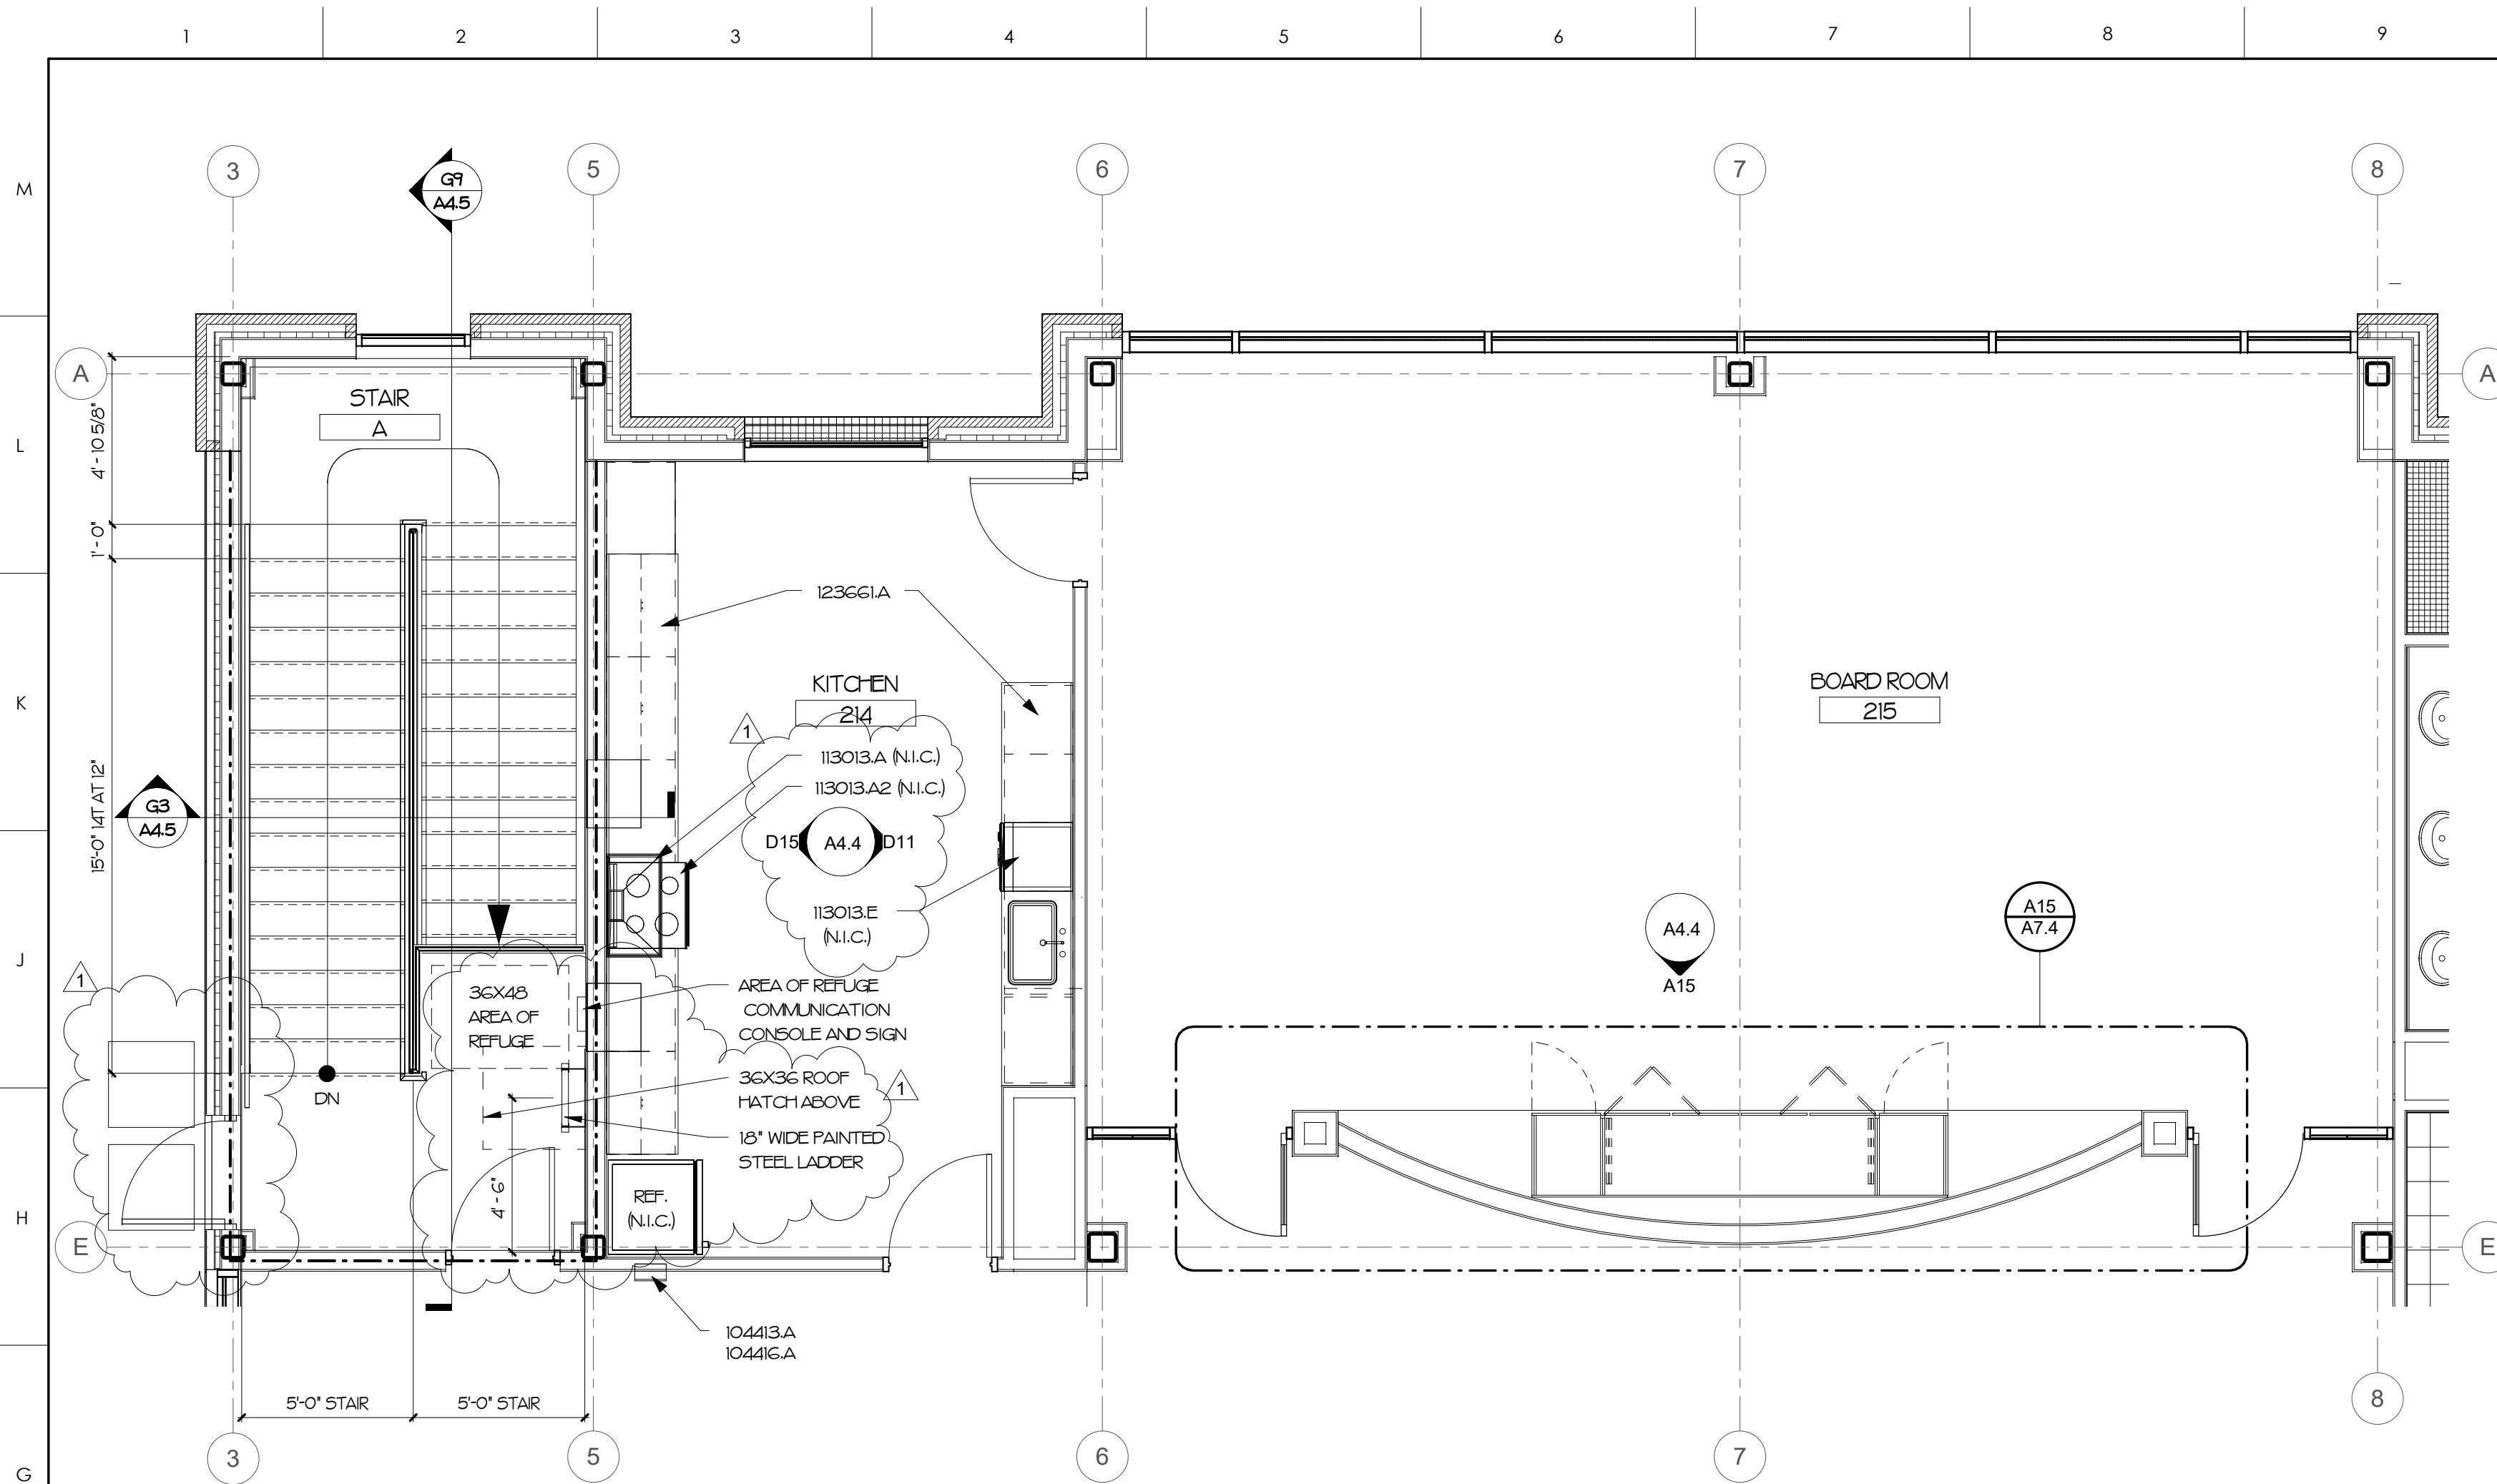 1 2 3 4 5 6 7 8 9
M
L
K
J
H
G
3 5 6 7 8
G9
A4.5
A
A
STAIR
A
4'-10 5/8"
1'-0"
15'-0" 14T AT 12"
123661.A
KITCHEN
214
BOARD ROOM
215
1
113013.A (N.I.C.)
113013.A2 (N.I.C.)
G3
A4.5
D15 A4.4 D11
113013.E
(N.I.C.)
A4.4
A15
A15
A7.4
1
36X48
AREA OF
REFUGE
AREA OF REFUGE
COMMUNICATION
CONSOLE AND SIGN
36X36 ROOF
HATCH ABOVE
1
DN
18" WIDE PAINTED
STEEL LADDER
4'-6"
REF.
(N.I.C.)
E
E
104413.A
104416.A
5'-0" STAIR 5'-0" STAIR
3 5 6 7 8